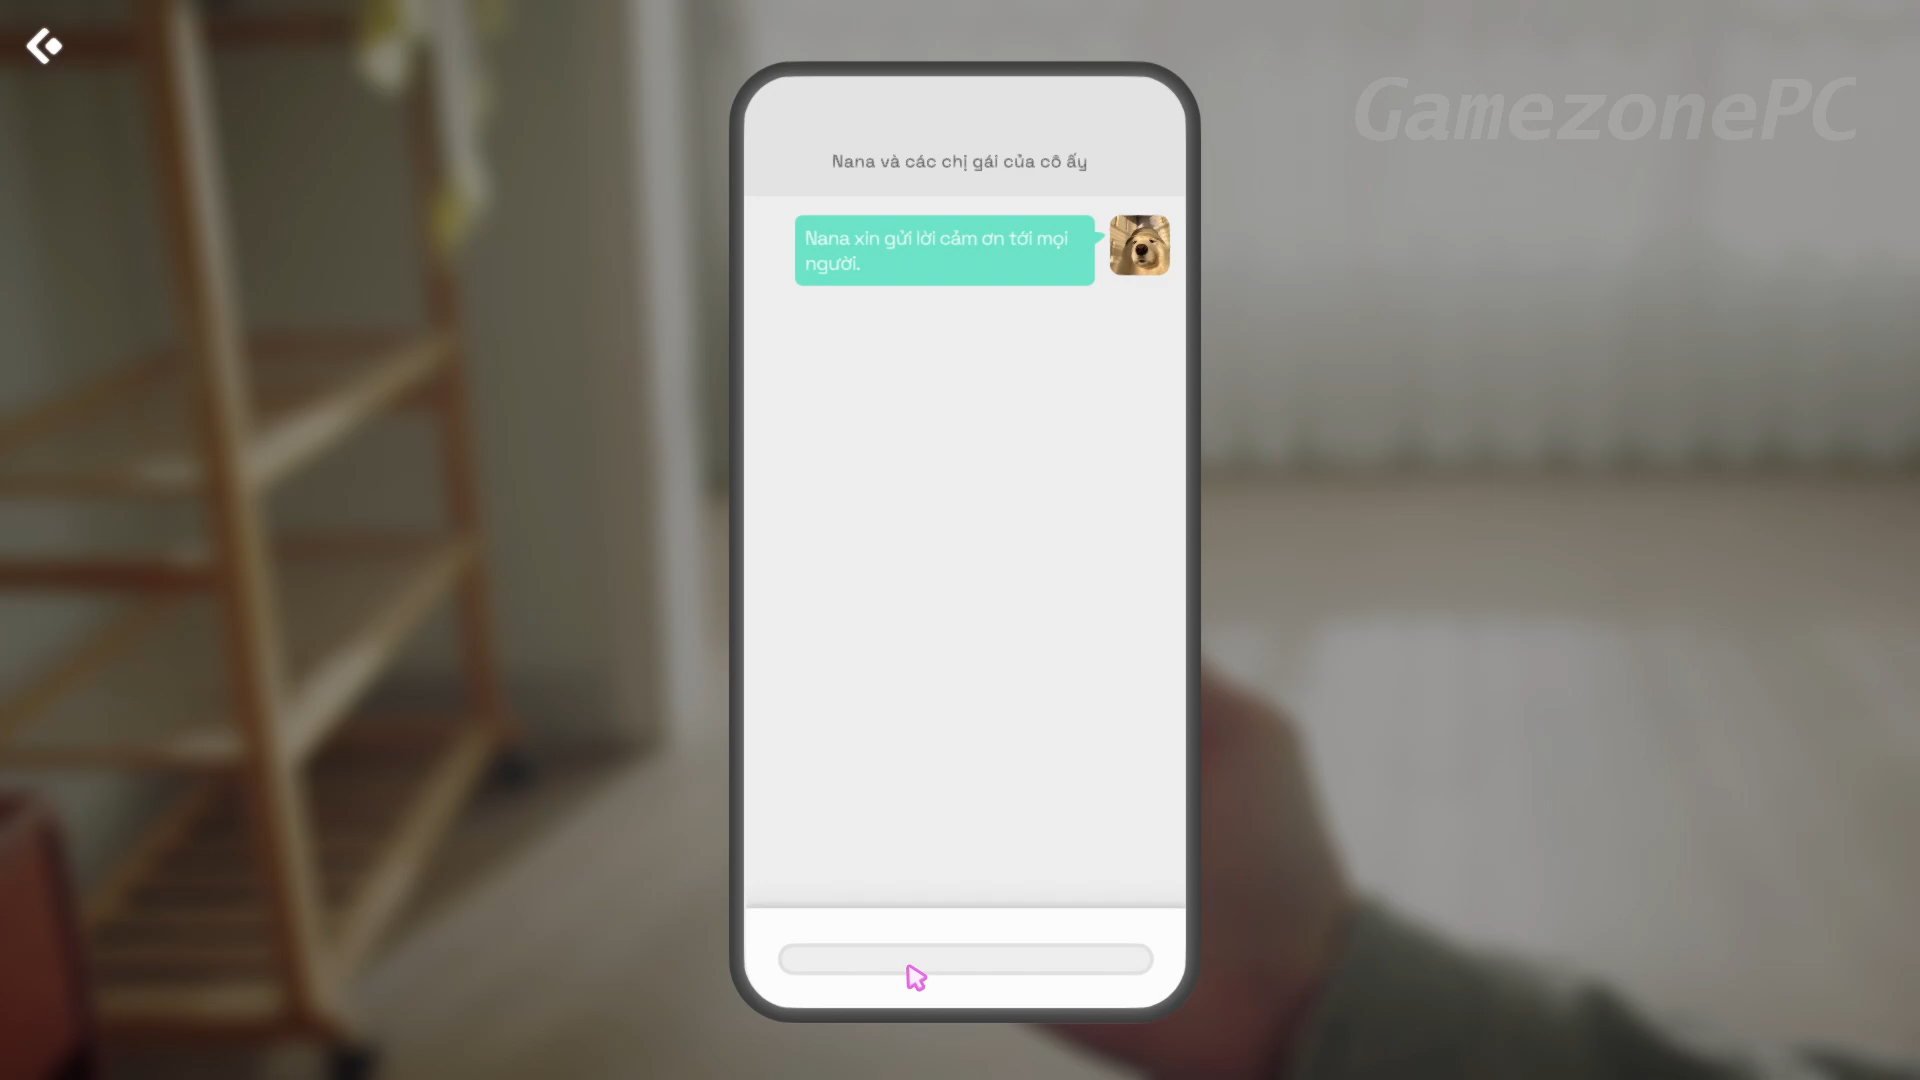 GamezonePC
Nana và các chị gái của cô ấy
Nana xin gửi lời cảm ơn tới mọi
người.